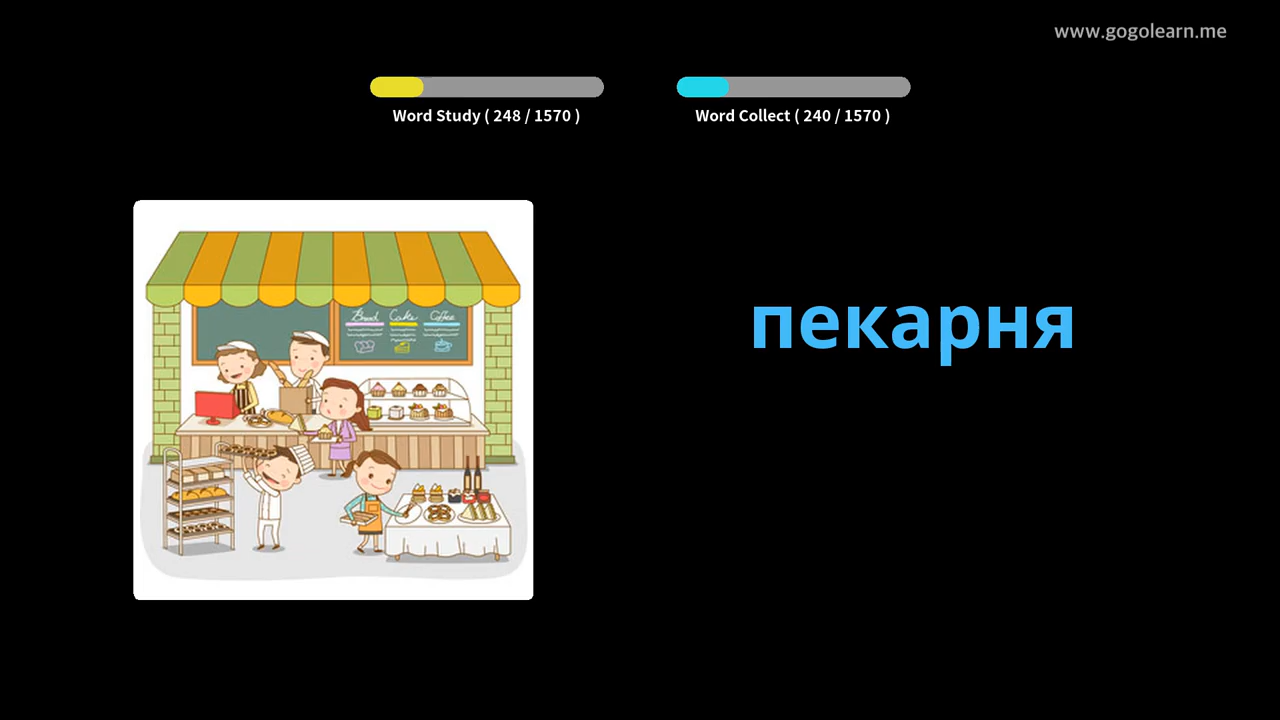 www.gogolearn.me
Word Study ( 248 / 1570 )
Word Collect ( 240 / 1570 )
Bread Cake Coffee
пекарня